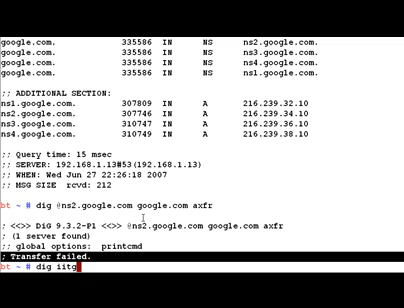 google.com. 335586 IN NS ns2.google.com.
google.com. 335586 IN NS ns3.google.com.
google.com. 335586 IN NS ns4.google.com.
google.com. 335586 IN NS ns1.google.com.
;; ADDITIONAL SECTION:
ns1.google.com. 307809 IN A 216.239.32.10
ns2.google.com. 307746 IN A 216.239.34.10
ns3.google.com. 310747 IN A 216.239.36.10
ns4.google.com. 310749 IN A 216.239.38.10
;; Query time: 15 msec
;; SERVER: 192.168.1.13#53(192.168.1.13)
;; WHEN: Wed Jun 27 22:26:18 2007
;; MSG SIZE rcvd: 212
bt ~ # dig @ns2.google.com google.com axfr
; <<>> DiG 9.3.2-P1 <<>> @ns2.google.com google.com axfr
; (1 server found)
;; global options: printcmd
; Transfer failed.
bt ~ # dig iitg